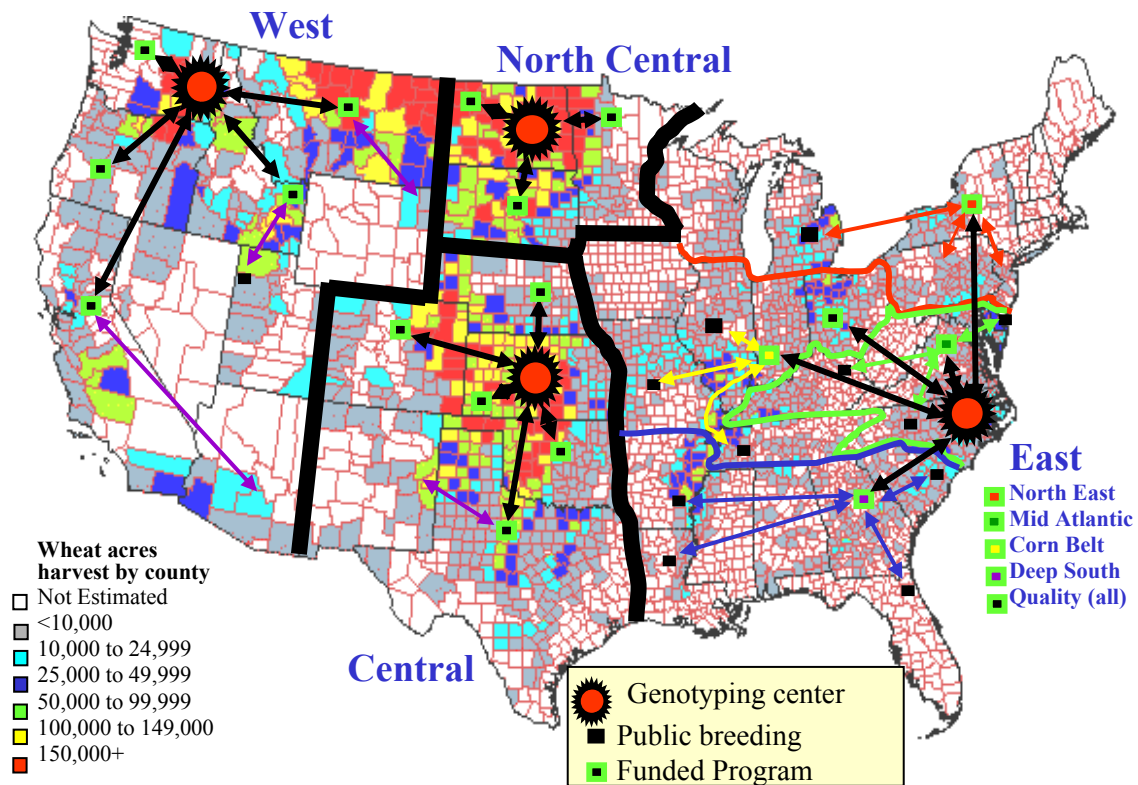 West
North Central
East
North East
Mid Atlantic
Corn Belt
Deep South
Quality (all)
Wheat acres
harvest by county
Not Estimated
<10,000
10,000 to 24,999
25,000 to 49,999
50,000 to 99,999
100,000 to 149,000
150,000+
Central
Genotyping center
Public breeding
Funded Program